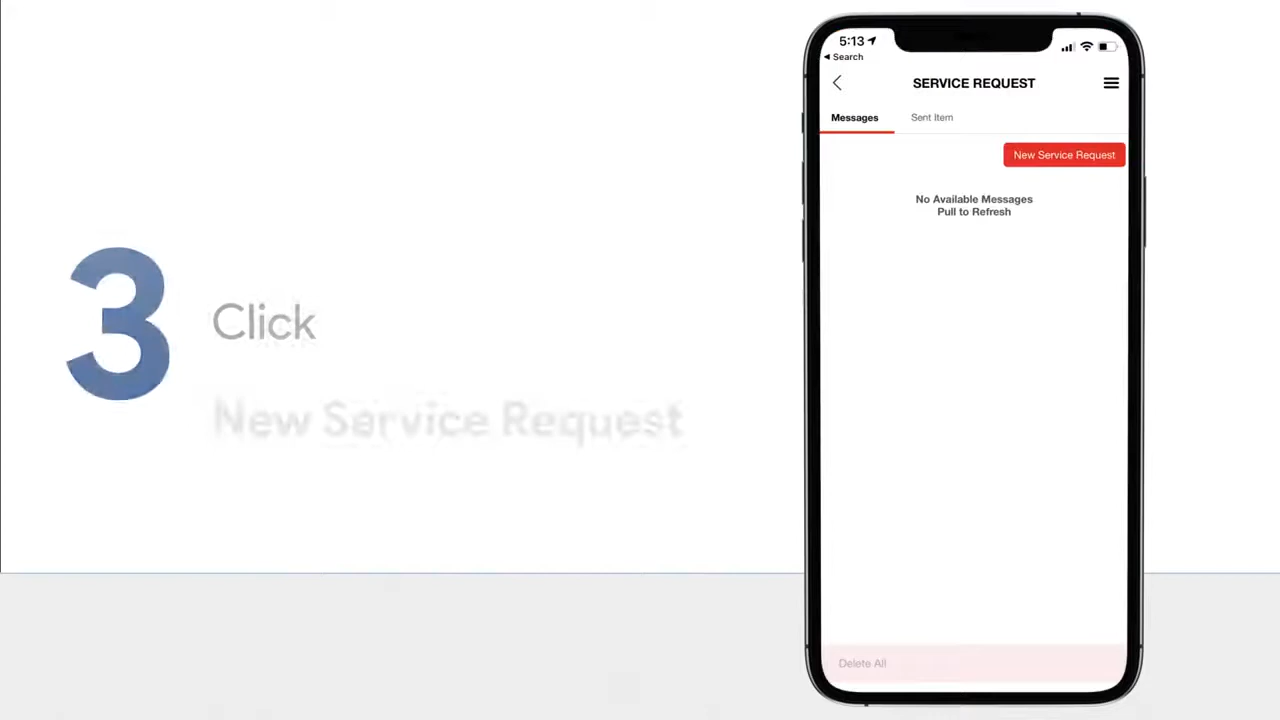 3
Click
New Service Request
5:13
Search
SERVICE REQUEST
Messages
Sent Item
New Service Request
No Available Messages
Pull to Refresh
Delete All